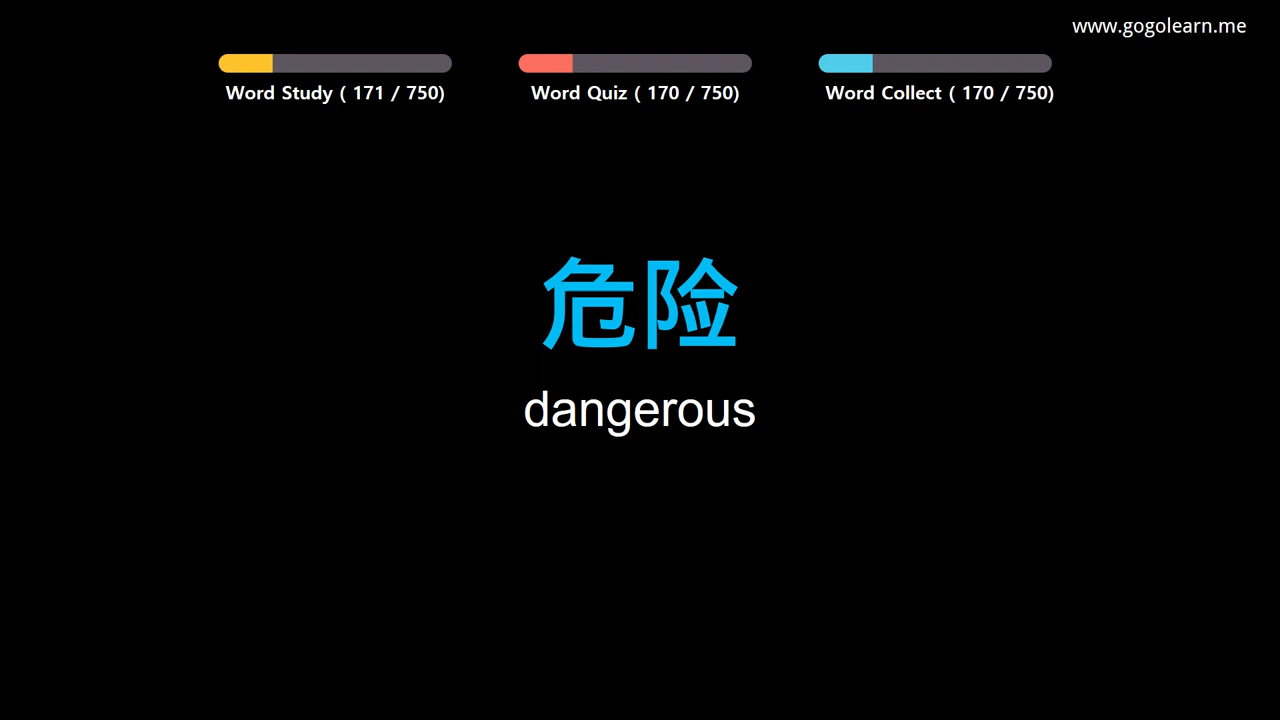 www.gogolearn.me
Word Study ( 171 / 750)
Word Quiz ( 170 / 750)
Word Collect ( 170 / 750)
危险
dangerous